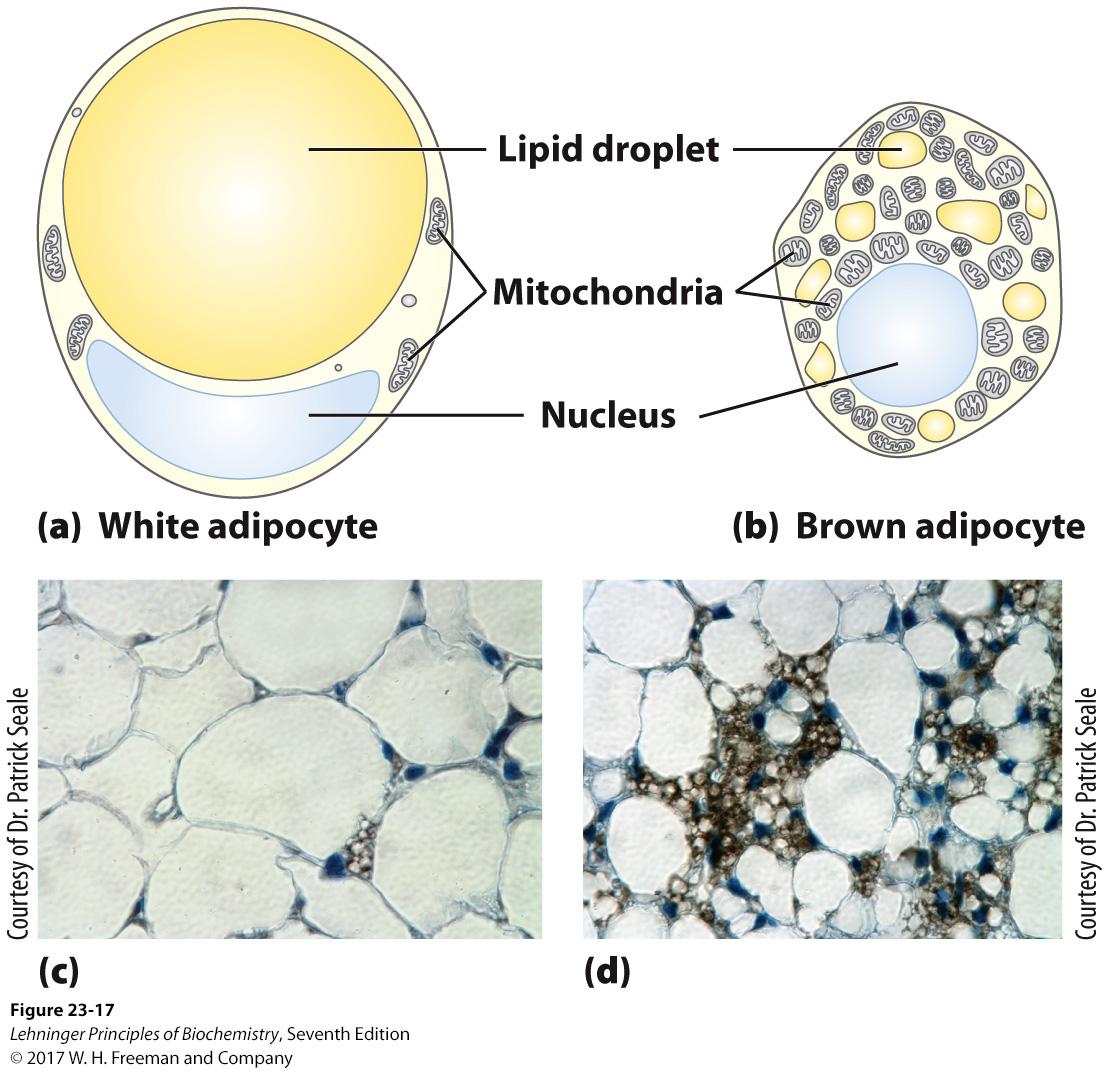 Lipid droplet
Mitochondria
Nucleus
(a) White adipocyte
(b) Brown adipocyte
Courtesy of Dr. Patrick Seale
Courtesy of Dr. Patrick Seale
(c)
(d)
Figure 23-17
Lehninger Principles of Biochemistry, Seventh Edition
© 2017 W. H. Freeman and Company